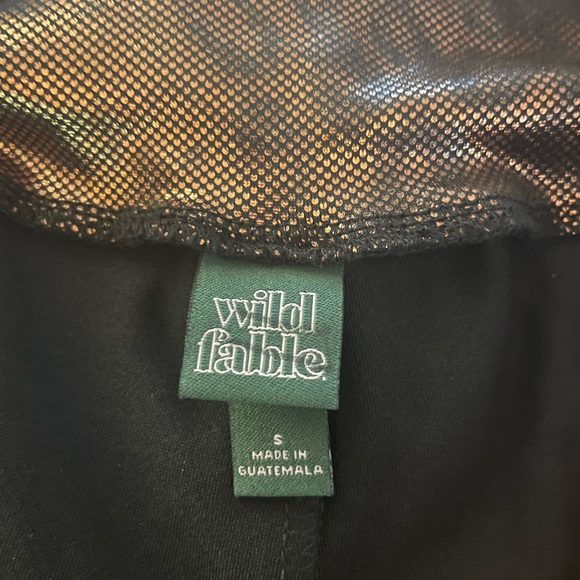 wild
fable.
S
MADE IN
GUATEMALA